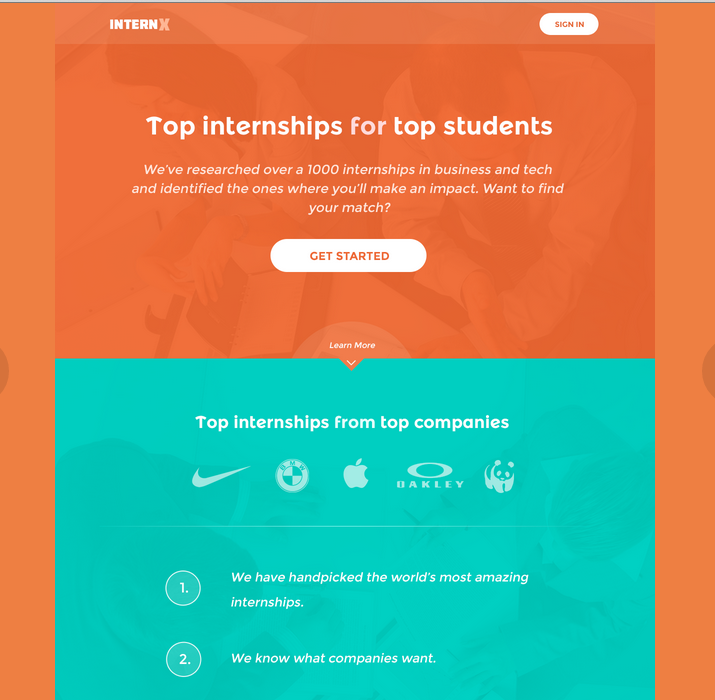 INTERNX
SIGN IN
Top internships for top students
We've researched over a 1000 internships in business and tech
and identified the ones where you'll make an impact. Want to find
your match?
GET STARTED
Learn More
Top internships from top companies
BMW
OAKLEY
1.
We have handpicked the world's most amazing
internships.
2.
We know what companies want.